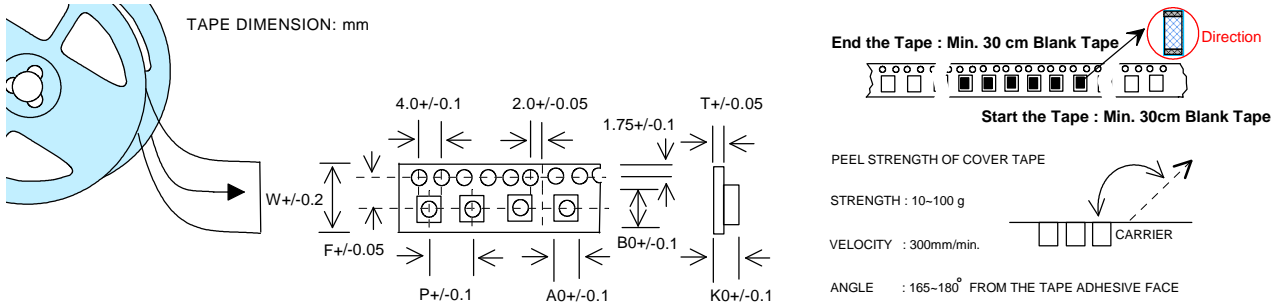 TAPE DIMENSION: mm
4.0+/-0.1
2.0+/-0.05
T+/-0.05
1.75+/-0.1
W+/-0.2
F+/-0.05
B0+/-0.1
P+/-0.1
A0+/-0.1
K0+/-0.1
Direction
End the Tape : Min. 30 cm Blank Tape
Start the Tape : Min. 30cm Blank Tape
PEEL STRENGTH OF COVER TAPE
STRENGTH : 10~100 g
VELOCITY : 300mm/min.
CARRIER
ANGLE : 165~180° FROM THE TAPE ADHESIVE FACE